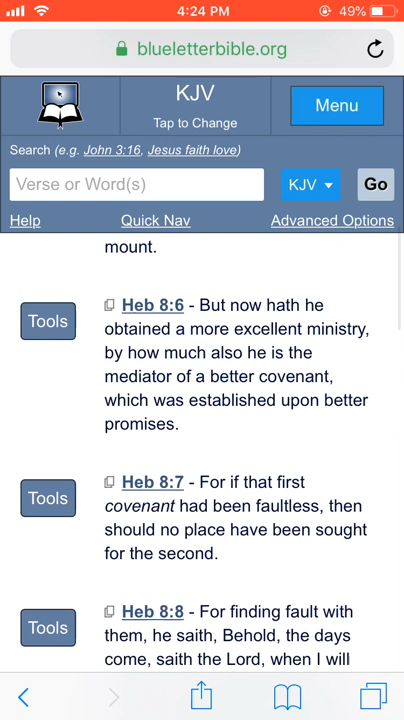 4:24 PM
49%
blueletterbible.org
KJV
Tap to Change
Menu
Search (e.g. John 3:16, Jesus faith love)
Verse or Word(s)
KJV
Go
Help
Quick Nav
Advanced Options
mount.
Tools
Heb 8:6 - But now hath he
obtained a more excellent ministry,
by how much also he is the
mediator of a better covenant,
which was established upon better
promises.
Tools
Heb 8:7 - For if that first
covenant had been faultless, then
should no place have been sought
for the second.
Tools
Heb 8:8 - For finding fault with
them, he saith, Behold, the days
come, saith the Lord, when I will